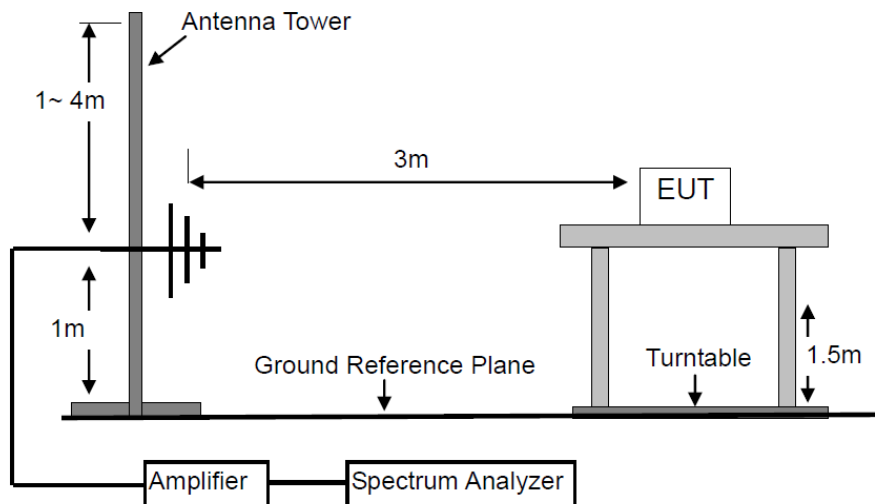 Antenna Tower
1~ 4m
3m
EUT
1m
Ground Reference Plane
Turntable
1.5m
Amplifier
Spectrum Analyzer